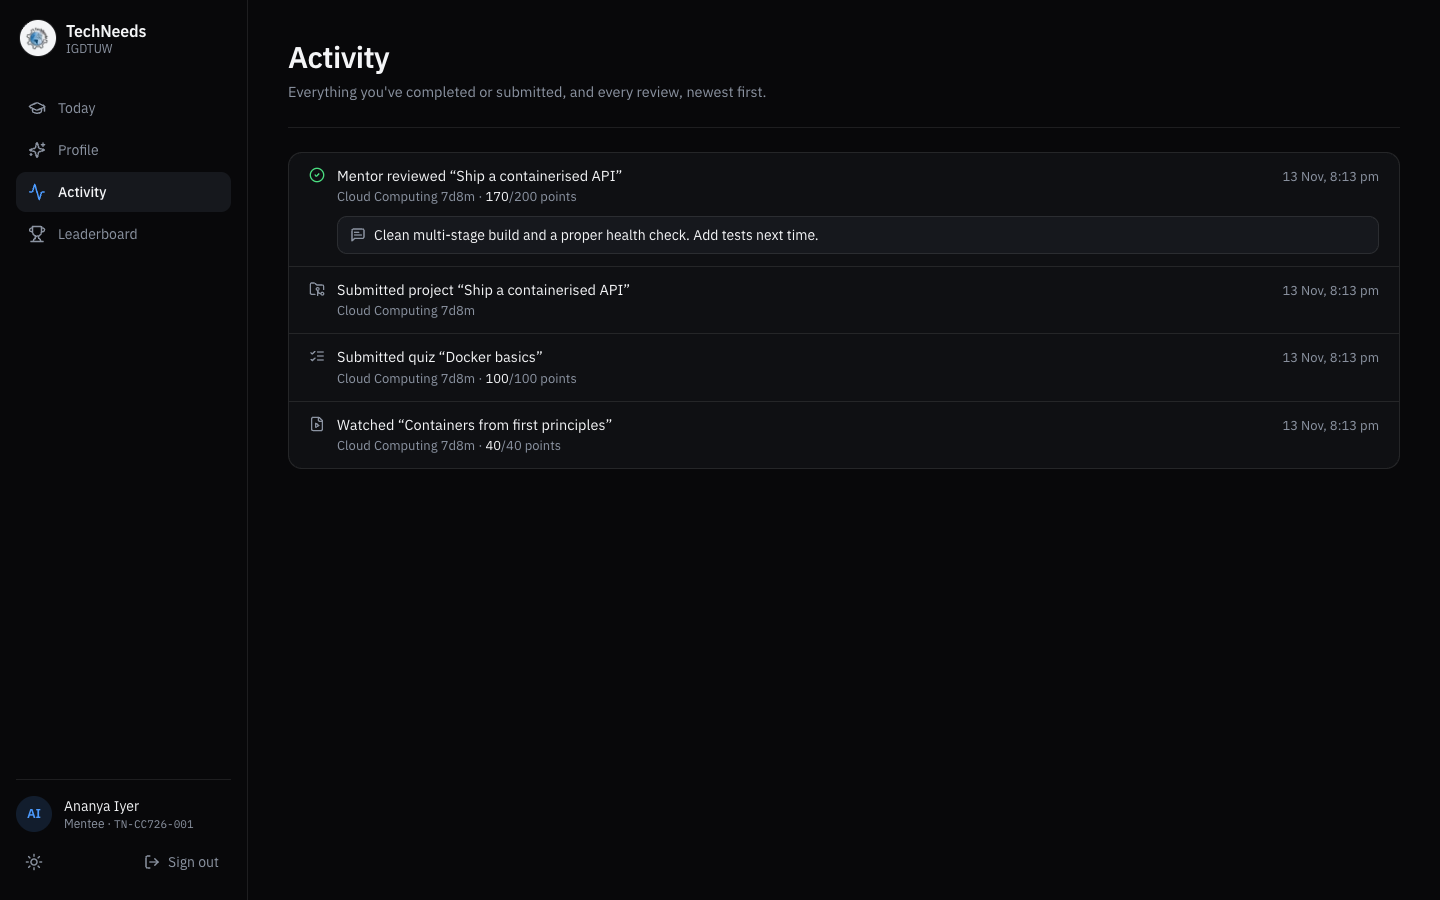 TechNeeds
IGDTUW
Today
Profile
Activity
Leaderboard
Activity
Everything you've completed or submitted, and every review, newest first.
Mentor reviewed “Ship a containerised API”
13 Nov, 8:13 pm
Cloud Computing 7d8m · 170/200 points
Clean multi-stage build and a proper health check. Add tests next time.
Submitted project “Ship a containerised API”
13 Nov, 8:13 pm
Cloud Computing 7d8m
Submitted quiz “Docker basics”
13 Nov, 8:13 pm
Cloud Computing 7d8m · 100/100 points
Watched “Containers from first principles”
13 Nov, 8:13 pm
Cloud Computing 7d8m · 40/40 points
AI
Ananya Iyer
Mentee · TN-CC726-001
Sign out